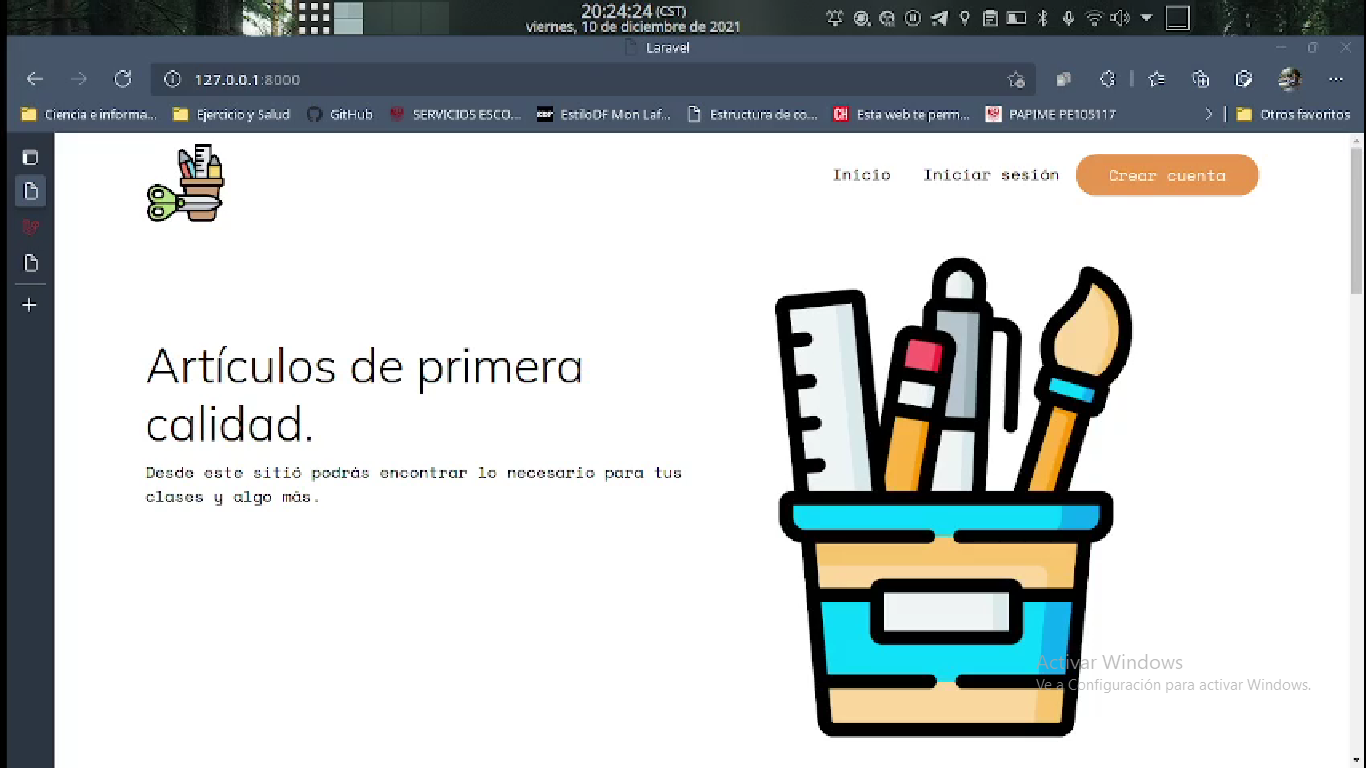 20:24:24 (CST)
viernes, 10 de diciembre de 2021
Laravel
127.0.0.1:8000
Ciencia e informa...
Ejercicio y Salud
GitHub
SERVICIOS ESCO...
EstiloDF Mon Laf...
Estructura de co...
CH
Esta web te perm...
PAPIME PE105117
Otros favoritos
Inicio
Iniciar sesión
Crear cuenta
Artículos de primera
calidad.
Desde este sitió podrás encontrar lo necesario para tus
clases y algo más.
Activar Windows
Ve a Configuración para activar Windows.